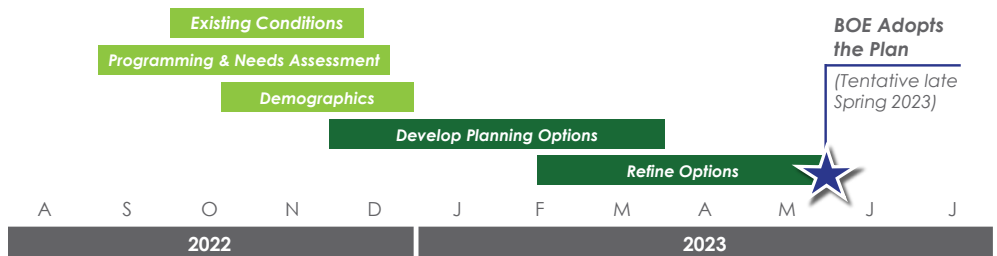 Existing Conditions
BOE Adopts
the Plan
Programming & Needs Assessment
(Tentative late
Spring 2023)
Demographics
Develop Planning Options
Refine Options
A S O N D J F M A M J J
2022 2023